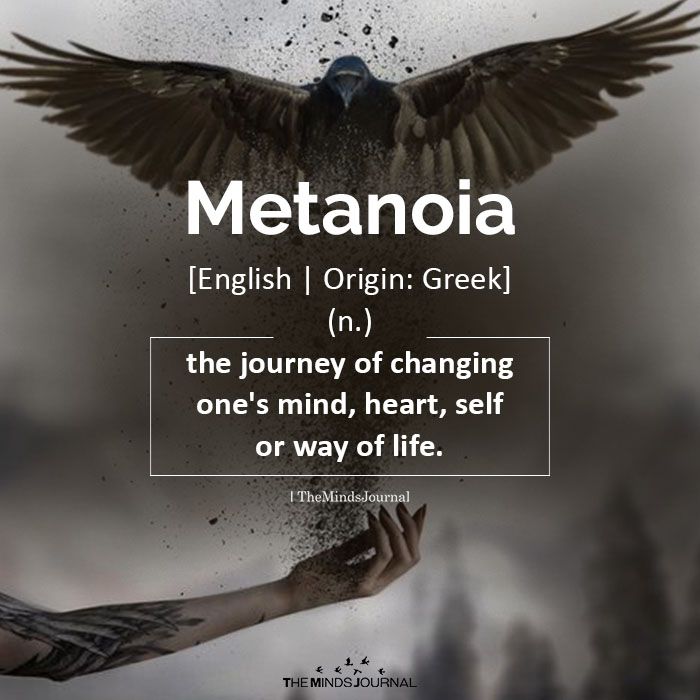 Metanoia
[English | Origin: Greek]
(n.)
the journey of changing
one's mind, heart, self
or way of life.
[ TheMindsJournal]
THE MINDS JOURNAL